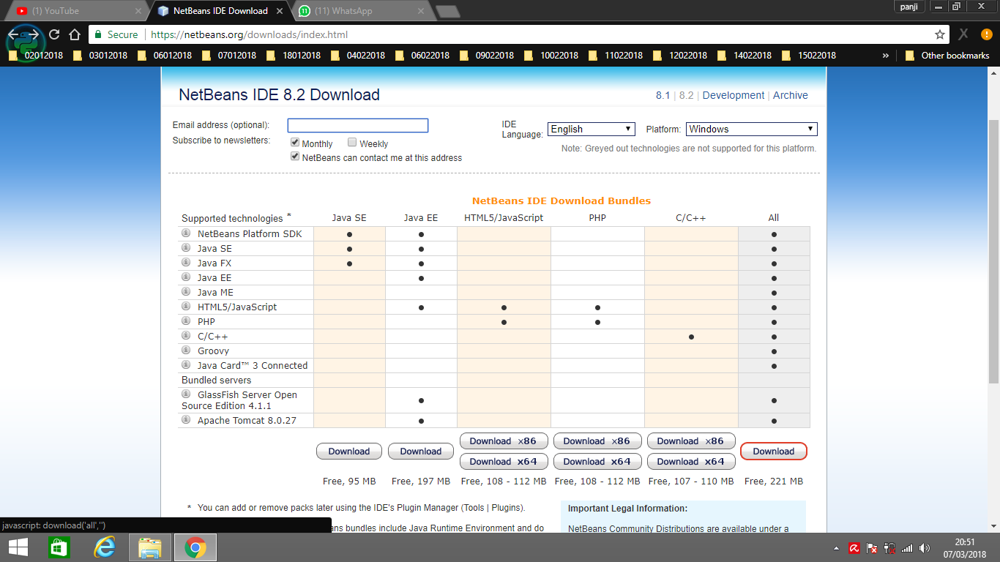 (1) YouTube
NetBeans IDE Download
(11) WhatsApp
panji
Secure
https://netbeans.org/downloads/index.html
02012018 03012018 06012018 07012018 18012018 04022018 06022018 09022018 10022018 11022018 12022018 14022018 15022018 » Other bookmarks
NetBeans IDE 8.2 Download
8.1 | 8.2 | Development | Archive
Email address (optional):
IDE Language: English
Platform: Windows
Subscribe to newsletters:
Monthly Weekly
NetBeans can contact me at this address
Note: Greyed out technologies are not supported for this platform.
NetBeans IDE Download Bundles
Supported technologies * Java SE Java EE HTML5/JavaScript PHP C/C++ All
NetBeans Platform SDK
Java SE
Java FX
Java EE
Java ME
HTML5/JavaScript
PHP
C/C++
Groovy
Java Card™ 3 Connected
Bundled servers
GlassFish Server Open
Source Edition 4.1.1
Apache Tomcat 8.0.27
Download x86 Download x86 Download x86
Download Download Download
Download x64 Download x64 Download x64
Free, 95 MB Free, 197 MB Free, 108 - 112 MB Free, 108 - 112 MB Free, 107 - 110 MB Free, 221 MB
* You can add or remove packs later using the IDE's Plugin Manager (Tools | Plugins).
Important Legal Information:
javascript: download('all','')
ans bundles include Java Runtime Environment and do
NetBeans Community Distributions are available under a
20:51
07/03/2018